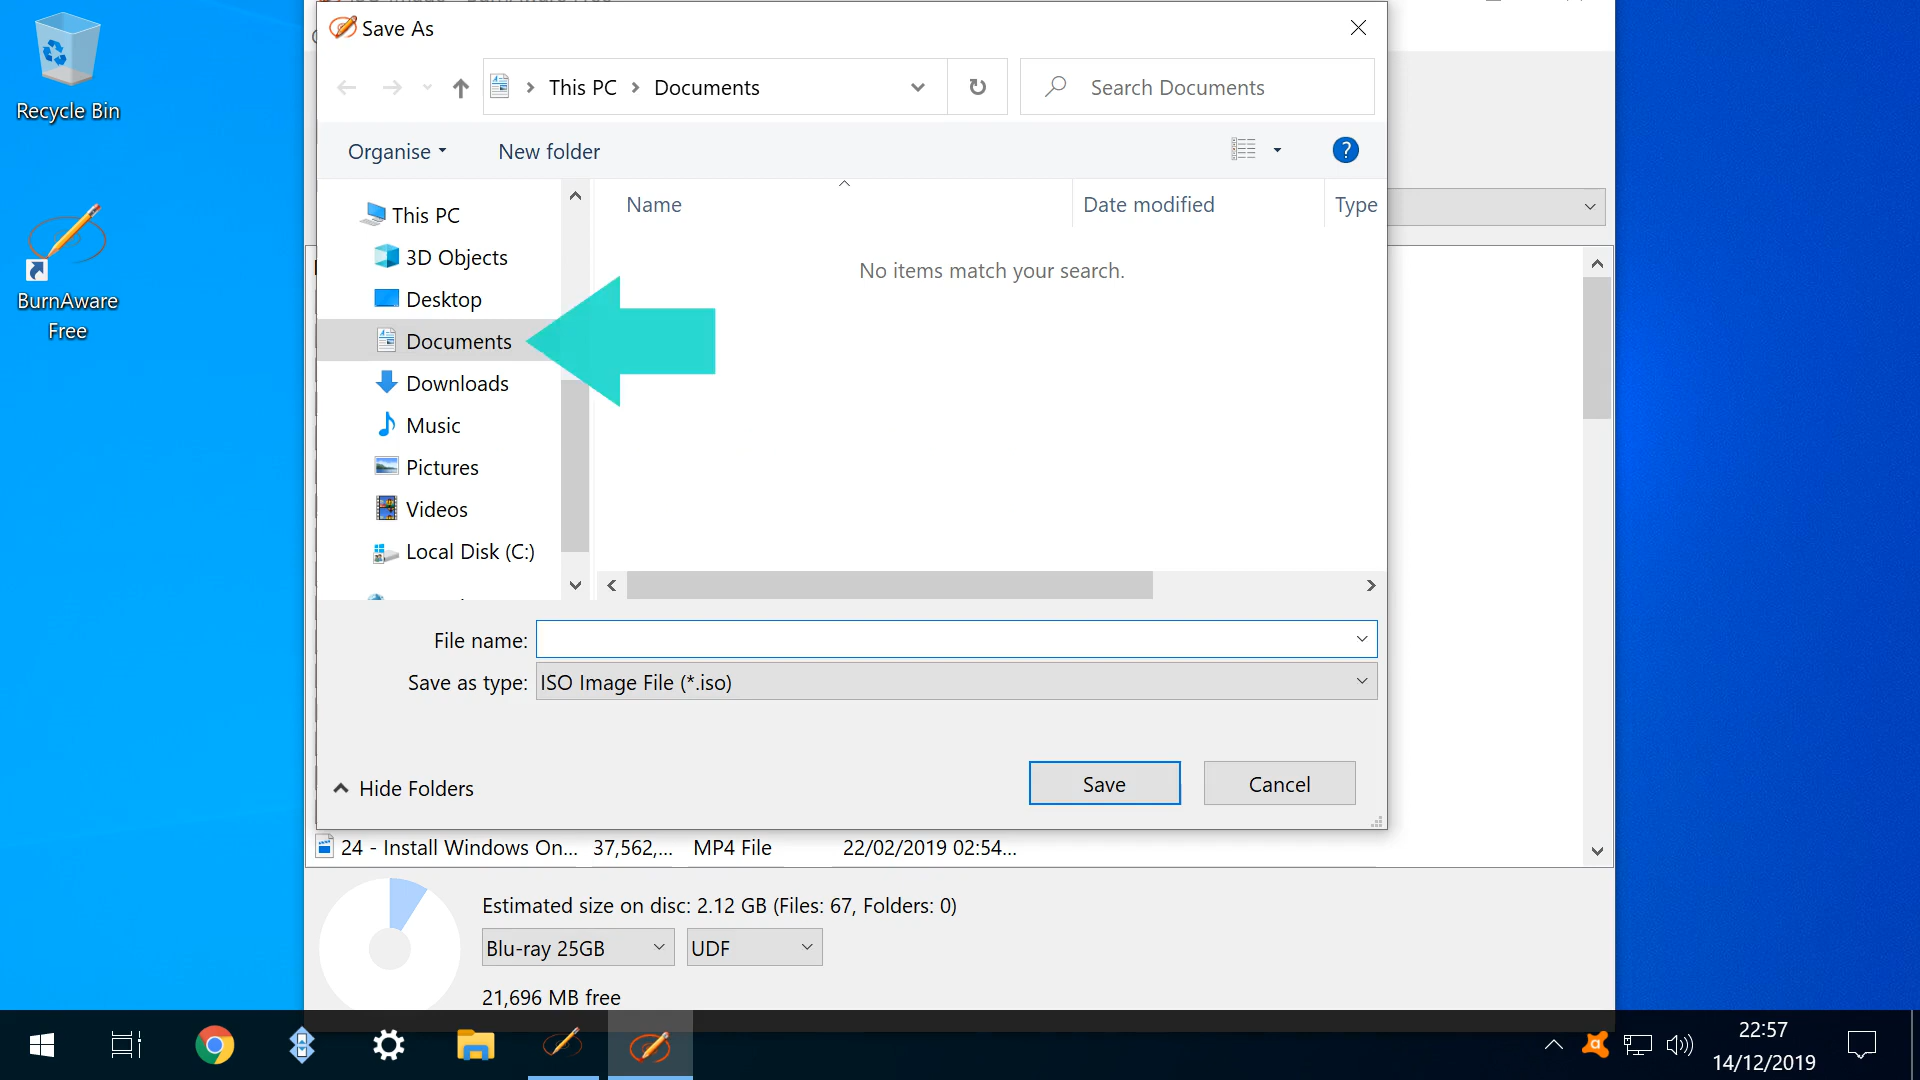 Recycle Bin
BurnAware
Free
Save As
This PC
Documents
Search Documents
Organise
New folder
?
Name
Date modified
Type
This PC
3D Objects
Desktop
Documents
Downloads
Music
Pictures
Videos
Local Disk (C:)
No items match your search.
File name:
Save as type: ISO Image File (*.iso)
Hide Folders
Save
Cancel
24 - Install Windows On... 37,562,... MP4 File 22/02/2019 02:54...
Estimated size on disc: 2.12 GB (Files: 67, Folders: 0)
Blu-ray 25GB
UDF
21,696 MB free
22:57
14/12/2019